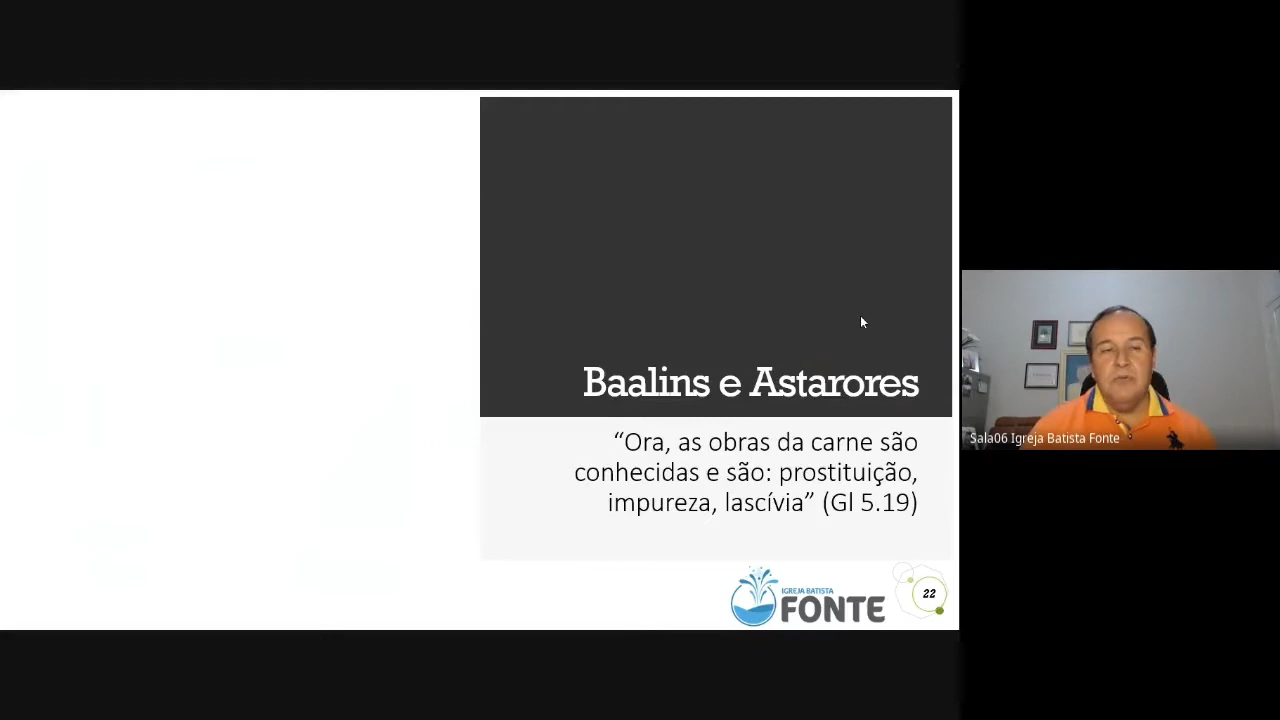 Baalins e Astarores
“Ora, as obras da carne são
conhecidas e são: prostituição,
impureza, lascívia” (Gl 5.19)
IGREJA BATISTA
FONTE
22
Sala06 Igreja Batista Fonte